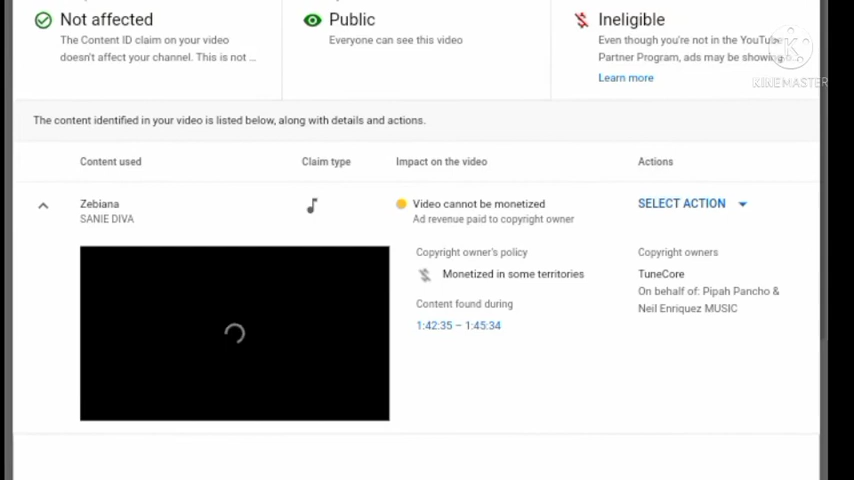 Not affected
The Content ID claim on your video
doesn't affect your channel. This is not ...
Public
Everyone can see this video
Ineligible
Even though you're not in the YouTube
Partner Program, ads may be showing o...
Learn more
K
KINEMASTER
The content identified in your video is listed below, along with details and actions.
Content used
Claim type
Impact on the video
Actions
Zebiana
SANIE DIVA
Video cannot be monetized
Ad revenue paid to copyright owner
SELECT ACTION
Copyright owner's policy
Monetized in some territories
Content found during
1:42:35 – 1:45:34
Copyright owners
TuneCore
On behalf of: Pipah Pancho &
Neil Enriquez MUSIC